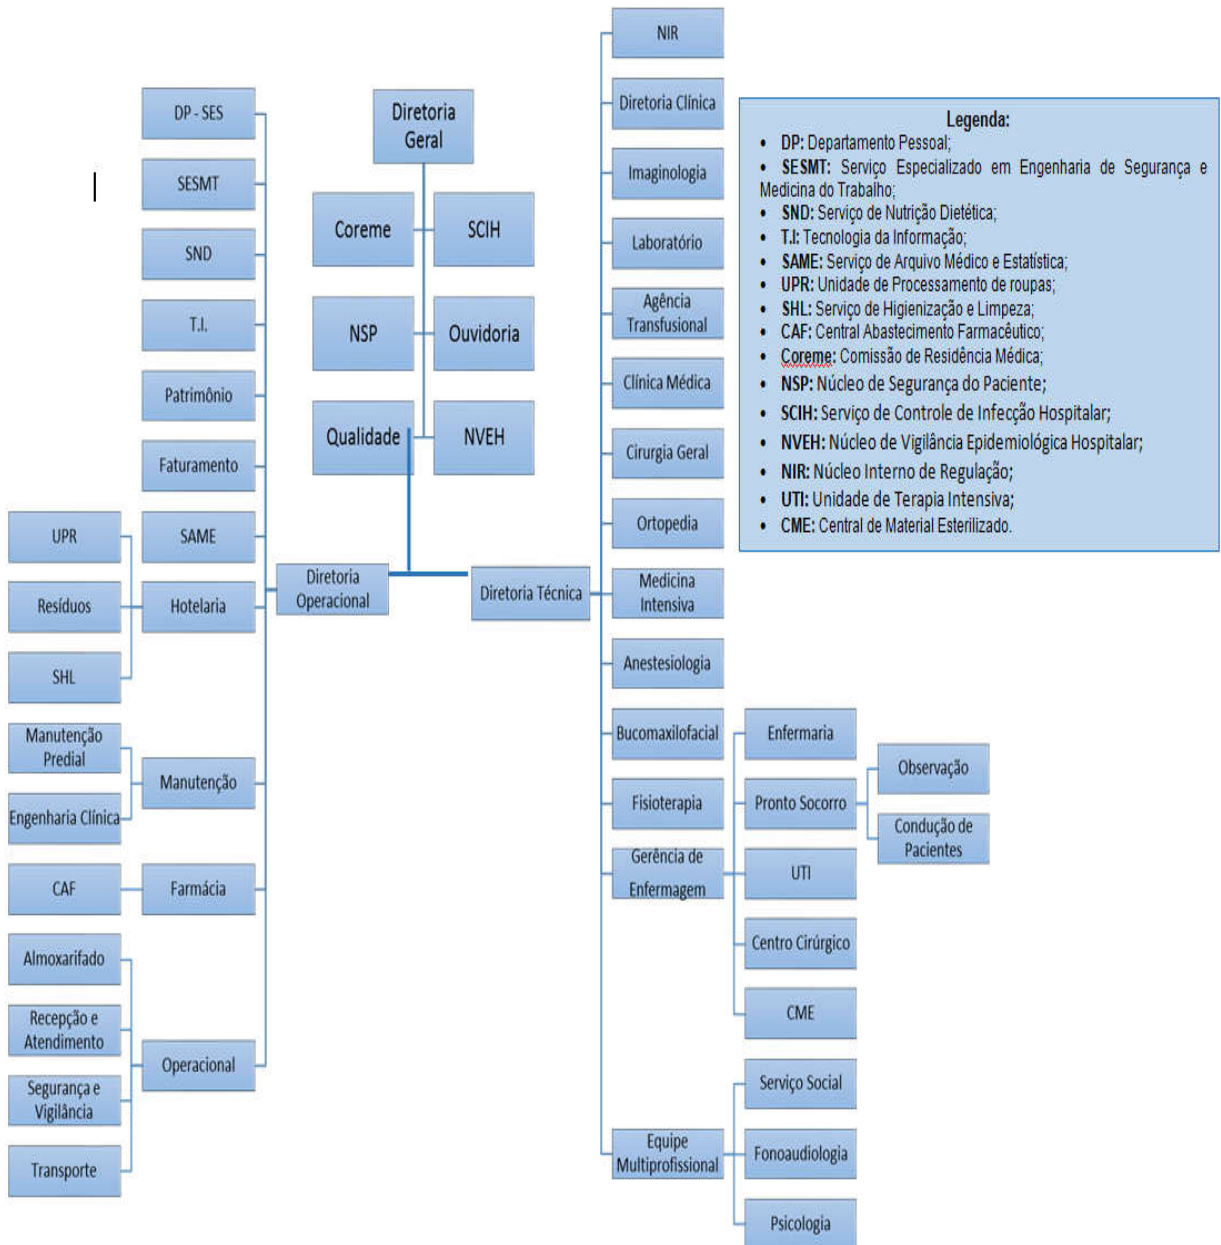 Diretoria
Geral
Coreme
SCIH
NSP
Ouvidoria
Qualidade
NVEH
Diretoria
Operacional
DP - SES
SESMT
SND
T.I.
Patrimônio
Faturamento
SAME
Hotelaria
UPR
Resíduos
SHL
Manutenção
Manutenção
Predial
Engenharia Clínica
Farmácia
CAF
Operacional
Almoxarifado
Recepção e
Atendimento
Segurança e
Vigilância
Transporte
Diretoria Técnica
NIR
Diretoria Clínica
Imaginologia
Laboratório
Agência
Transfusional
Clínica Médica
Cirurgia Geral
Ortopedia
Medicina
Intensiva
Anestesiologia
Bucomaxilofacial
Fisioterapia
Gerência de
Enfermagem
Enfermaria
Pronto Socorro
Observação
Condução de
Pacientes
UTI
Centro Cirúrgico
CME
Equipe
Multiprofissional
Serviço Social
Fonoaudiologia
Psicologia
Legenda:
• DP: Departamento Pessoal;
• SESMT: Serviço Especializado em Engenharia de Segurança e
Medicina do Trabalho;
• SND: Serviço de Nutrição Dietética;
• T.I: Tecnologia da Informação;
• SAME: Serviço de Arquivo Médico e Estatística;
• UPR: Unidade de Processamento de roupas;
• SHL: Serviço de Higienização e Limpeza;
• CAF: Central Abastecimento Farmacêutico;
• Coreme: Comissão de Residência Médica;
• NSP: Núcleo de Segurança do Paciente;
• SCIH: Serviço de Controle de Infecção Hospitalar;
• NVEH: Núcleo de Vigilância Epidemiológica Hospitalar;
• NIR: Núcleo Interno de Regulação;
• UTI: Unidade de Terapia Intensiva;
• CME: Central de Material Esterilizado.